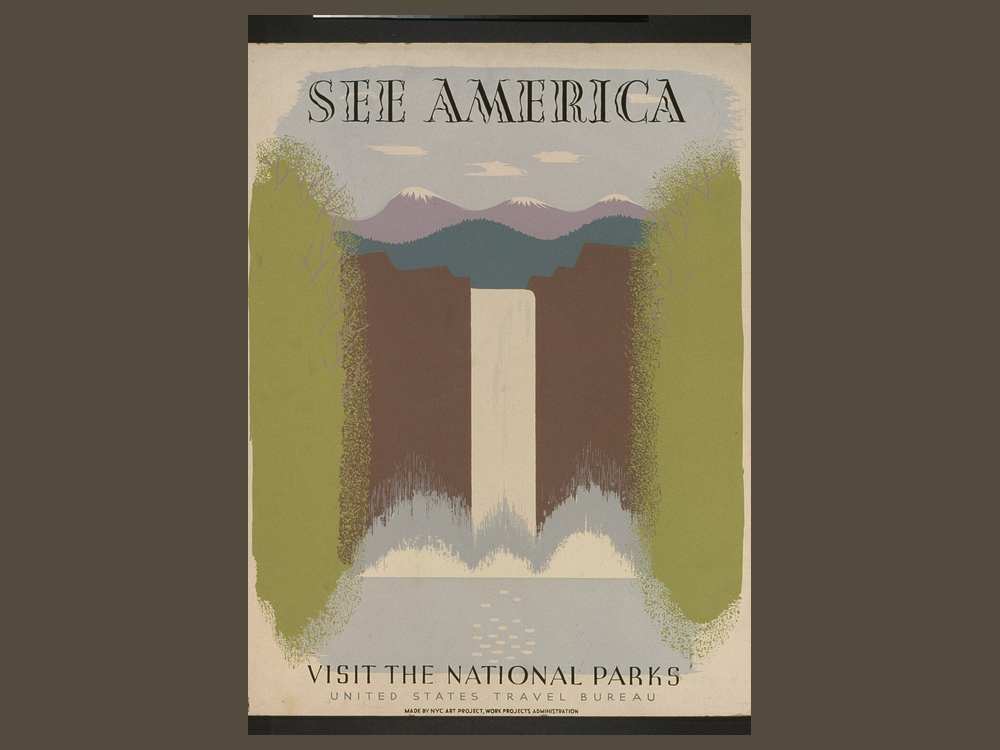 SEE AMERICA
VISIT THE NATIONAL PARKS
UNITED STATES TRAVEL BUREAU
MADE BY NYC ART PROJECT, WORK PROJECTS ADMINISTRATION